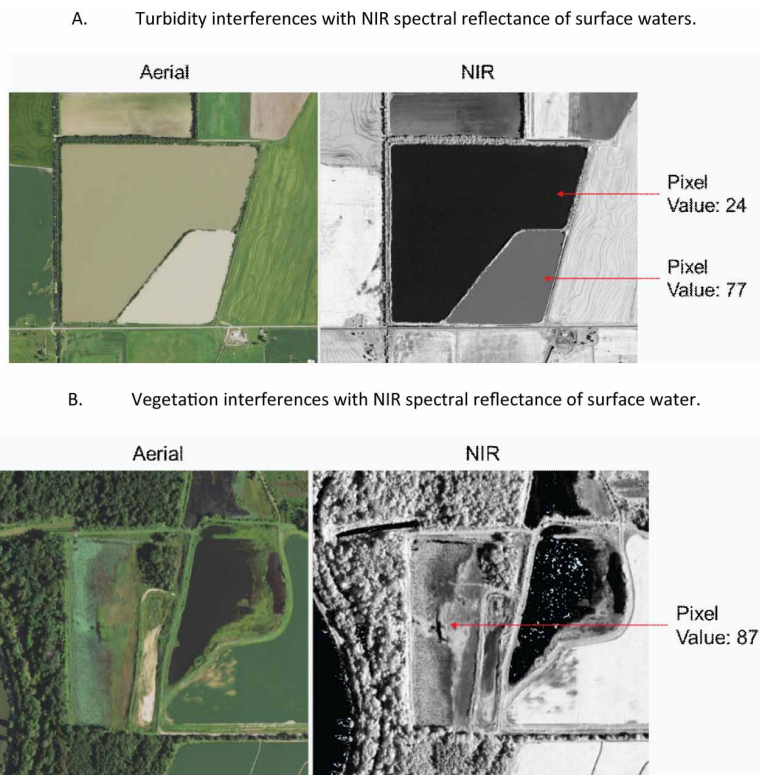 A. Turbidity interferences with NIR spectral reflectance of surface waters.
Aerial NIR
Pixel
Value: 24
Pixel
Value: 77
B. Vegetation interferences with NIR spectral reflectance of surface water.
Aerial NIR
Pixel
Value: 87